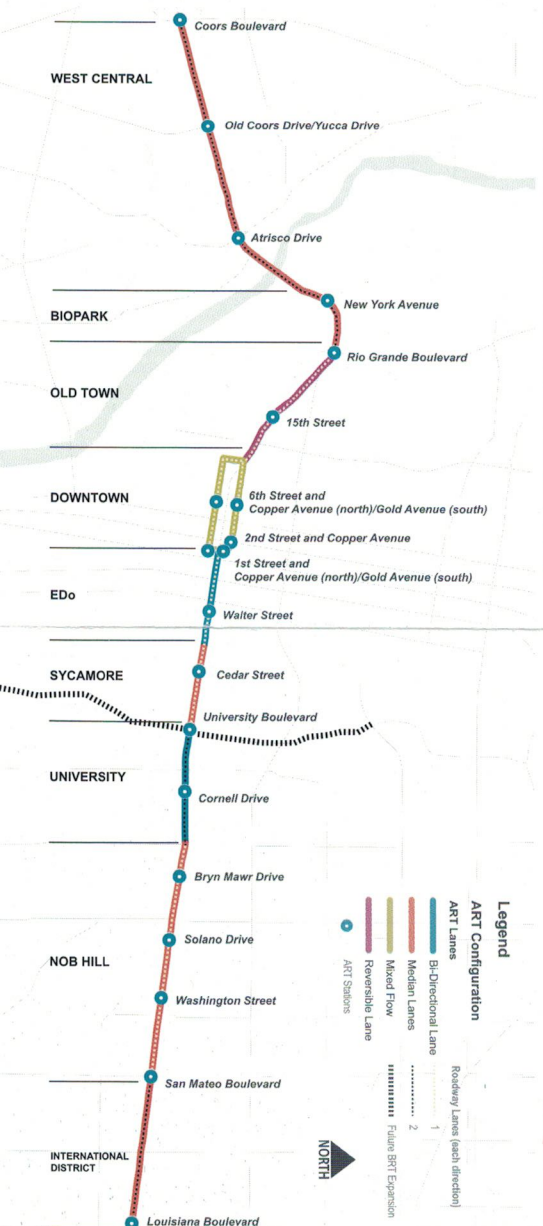 Coors Boulevard
WEST CENTRAL
Old Coors Drive/Yucca Drive
Atrisco Drive
New York Avenue
BIOPARK
Rio Grande Boulevard
OLD TOWN
15th Street
DOWNTOWN
6th Street and
Copper Avenue (north)/Gold Avenue (south)
2nd Street and Copper Avenue
1st Street and
Copper Avenue (north)/Gold Avenue (south)
EDo
Walter Street
SYCAMORE
Cedar Street
University Boulevard
UNIVERSITY
Cornell Drive
Bryn Mawr Drive
Solano Drive
NOB HILL
Washington Street
San Mateo Boulevard
INTERNATIONAL
DISTRICT
Louisiana Boulevard
Legend
ART Configuration
ART Lanes
Bi-Directional Lane
Median Lanes
Mixed Flow
Reversible Lane
ART Stations
Roadway Lanes (each direction)
1
2
Future BRT Expansion
NORTH